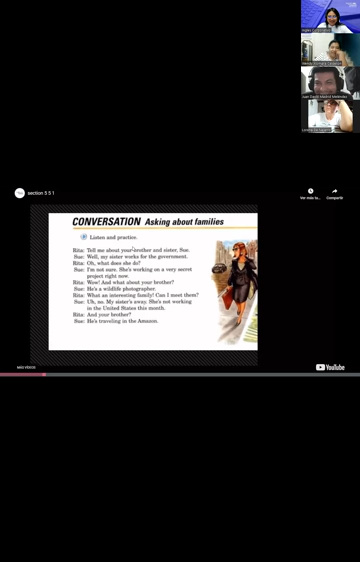 Inglés Corporativo
section 5 5 1
Ver más ta...
Compartir
CONVERSATION Asking about families
Listen and practice.
Rita: Tell me about your brother and sister, Sue.
Sue: Well, my sister works for the government.
Rita: Oh, what does she do?
Sue: I'm not sure. She's working on a very secret
project right now.
Rita: Wow! And what about your brother?
Sue: He's a wildlife photographer.
Rita: What an interesting family! Can I meet them?
Sue: Uh, no. My sister's away. She's not working
in the United States this month.
Rita: And your brother?
Sue: He's traveling in the Amazon.
MÁS VÍDEOS
YouTube